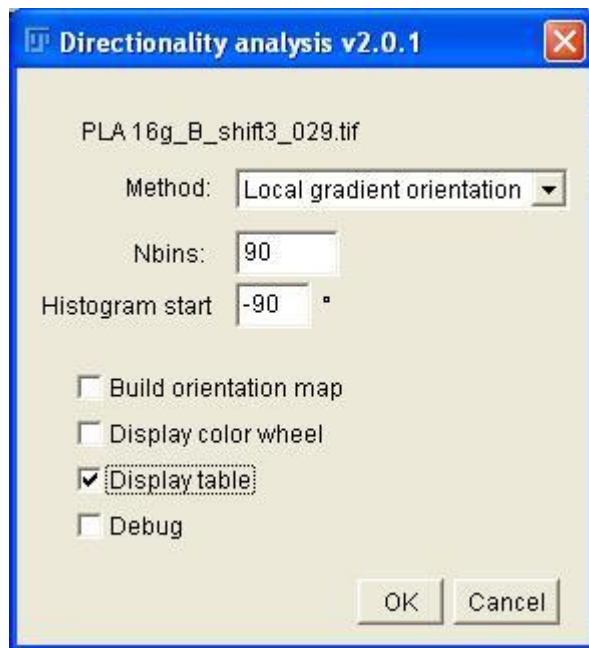 Directionality analysis v2.0.1
PLA 16g_B_shift3_029.tif
Method: Local gradient orientation
Nbins: 90
Histogram start -90 °
Build orientation map
Display color wheel
Display table
Debug
OK Cancel